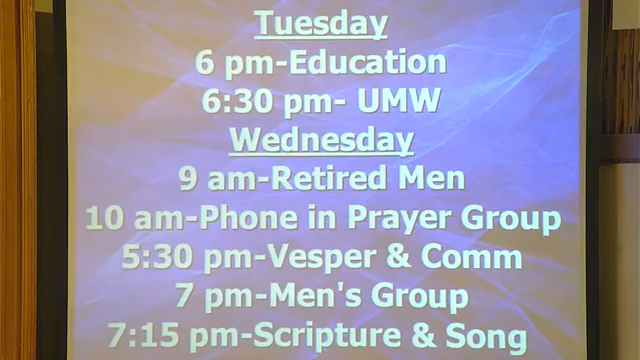 Tuesday
6 pm-Education
6:30 pm- UMW
Wednesday
9 am-Retired Men
10 am-Phone in Prayer Group
5:30 pm-Vesper & Comm
7 pm-Men's Group
7:15 pm-Scripture & Song